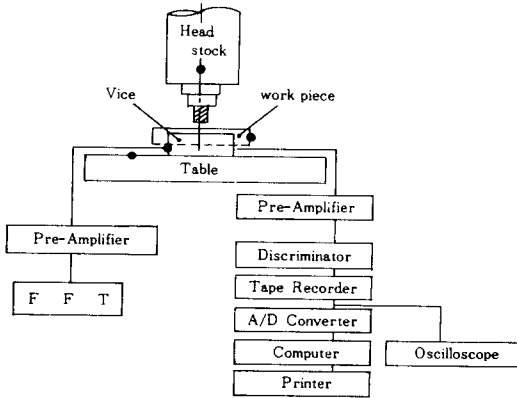 Head
stock
Vice
work piece
Table
Pre-Amplifier
Pre-Amplifier
Discriminator
F F T
Tape Recorder
A/D Converter
Computer
Oscilloscope
Printer